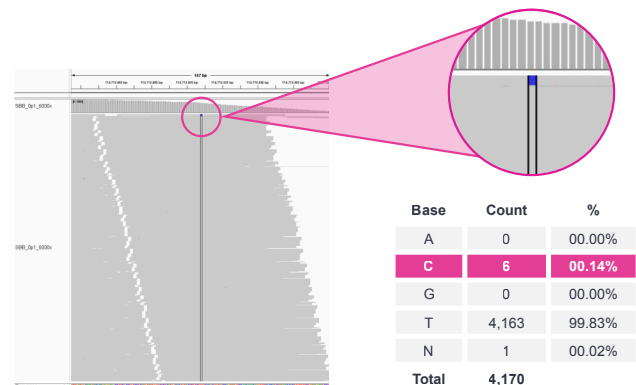 147 bp
SBB_0p1_6000x
SBB_0p1_6000x
Base Count %
A 0 00.00%
C 6 00.14%
G 0 00.00%
T 4,163 99.83%
N 1 00.02%
Total 4,170